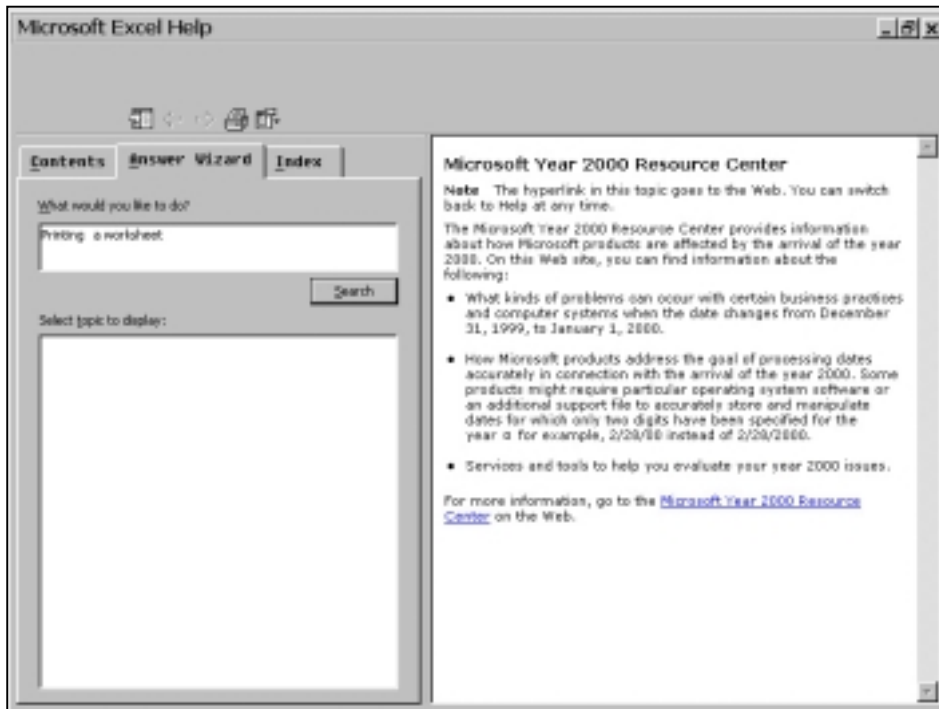 Microsoft Excel Help
Contents
Answer Wizard
Index
What would you like to do?
Printing a worksheet
Search
Select topic to display:
Microsoft Year 2000 Resource Center
Note The hyperlink in this topic goes to the Web. You can switch
back to Help at any time.
The Microsoft Year 2000 Resource Center provides information
about how Microsoft products are affected by the arrival of the year
2000. On this Web site, you can find information about the
following:
• What kinds of problems can occur with certain business practices
and computer systems when the date changes from December
31, 1999, to January 1, 2000.
• How Microsoft products address the goal of processing dates
accurately in connection with the arrival of the year 2000. Some
products might require particular operating system software or
an additional support file to accurately store and manipulate
dates for which only two digits have been specified for the
year ¤ for example, 2/28/00 instead of 2/28/2000.
• Services and tools to help you evaluate your year 2000 issues.
For more information, go to the Microsoft Year 2000 Resource
Center on the Web.